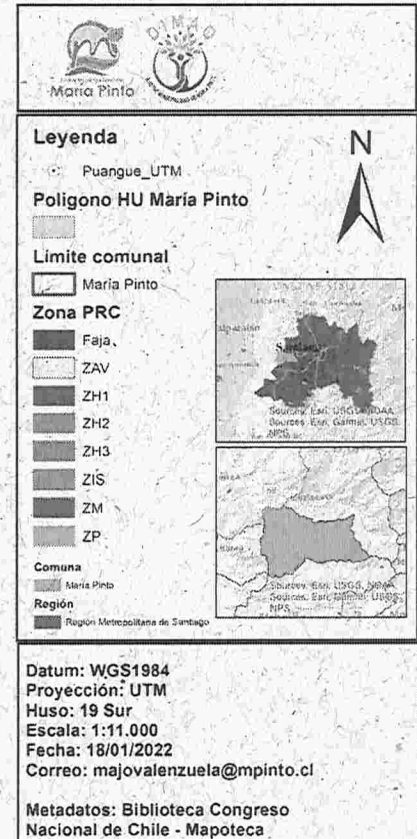 María Pinto
DIMAO
Leyenda
N
Puangue_UTM
Poligono HU María Pinto
Límite comunal
María Pinto
Zona PRC
Faja
ZAV
ZH1
ZH2
ZH3
ZIS
ZM
ZP
Santiago
Sources: Esri, USGS, NOAA
Sources: Esri, Garmin, USGS,
NPS
Sources: Esri, USGS, NOAA
Sources: Esri, Garmin, USGS,
NPS
Comuna
María Pinto
Región
Región Metropolitana de Santiago
Datum: WGS1984
Proyección: UTM
Huso: 19 Sur
Escala: 1:11.000
Fecha: 18/01/2022
Correo: majovalenzuela@mpinto.cl
Metadatos: Biblioteca Congreso
Nacional de Chile - Mapoteca